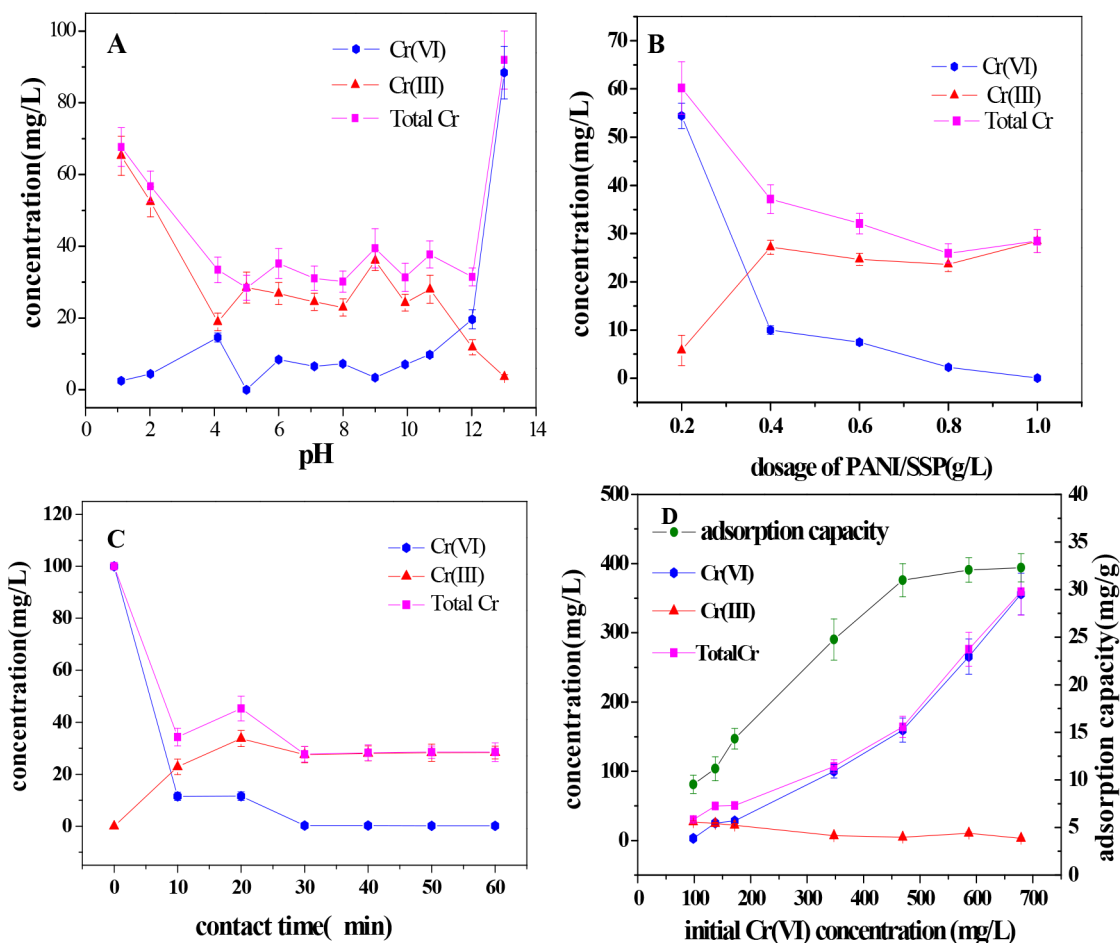 A
Cr(VI)
Cr(III)
Total Cr
concentration(mg/L)
100
80
60
40
20
0
0 2 4 6 8 10 12 14
pH
B
Cr(VI)
Cr(III)
Total Cr
concentration(mg/L)
70
60
50
40
30
20
10
0
0.2 0.4 0.6 0.8 1.0
dosage of PANI/SSP(g/L)
C
Cr(VI)
Cr(III)
Total Cr
concentration(mg/L)
120
100
80
60
40
20
0
0 10 20 30 40 50 60
contact time( min)
D
adsorption capacity
Cr(VI)
Cr(III)
TotalCr
concentration(mg/L)
500
400
300
200
100
0
0 100 200 300 400 500 600 700
initial Cr(VI) concentration (mg/L)
40
35
30
25
20
15
10
5
0
adsorption capacity(mg/g)